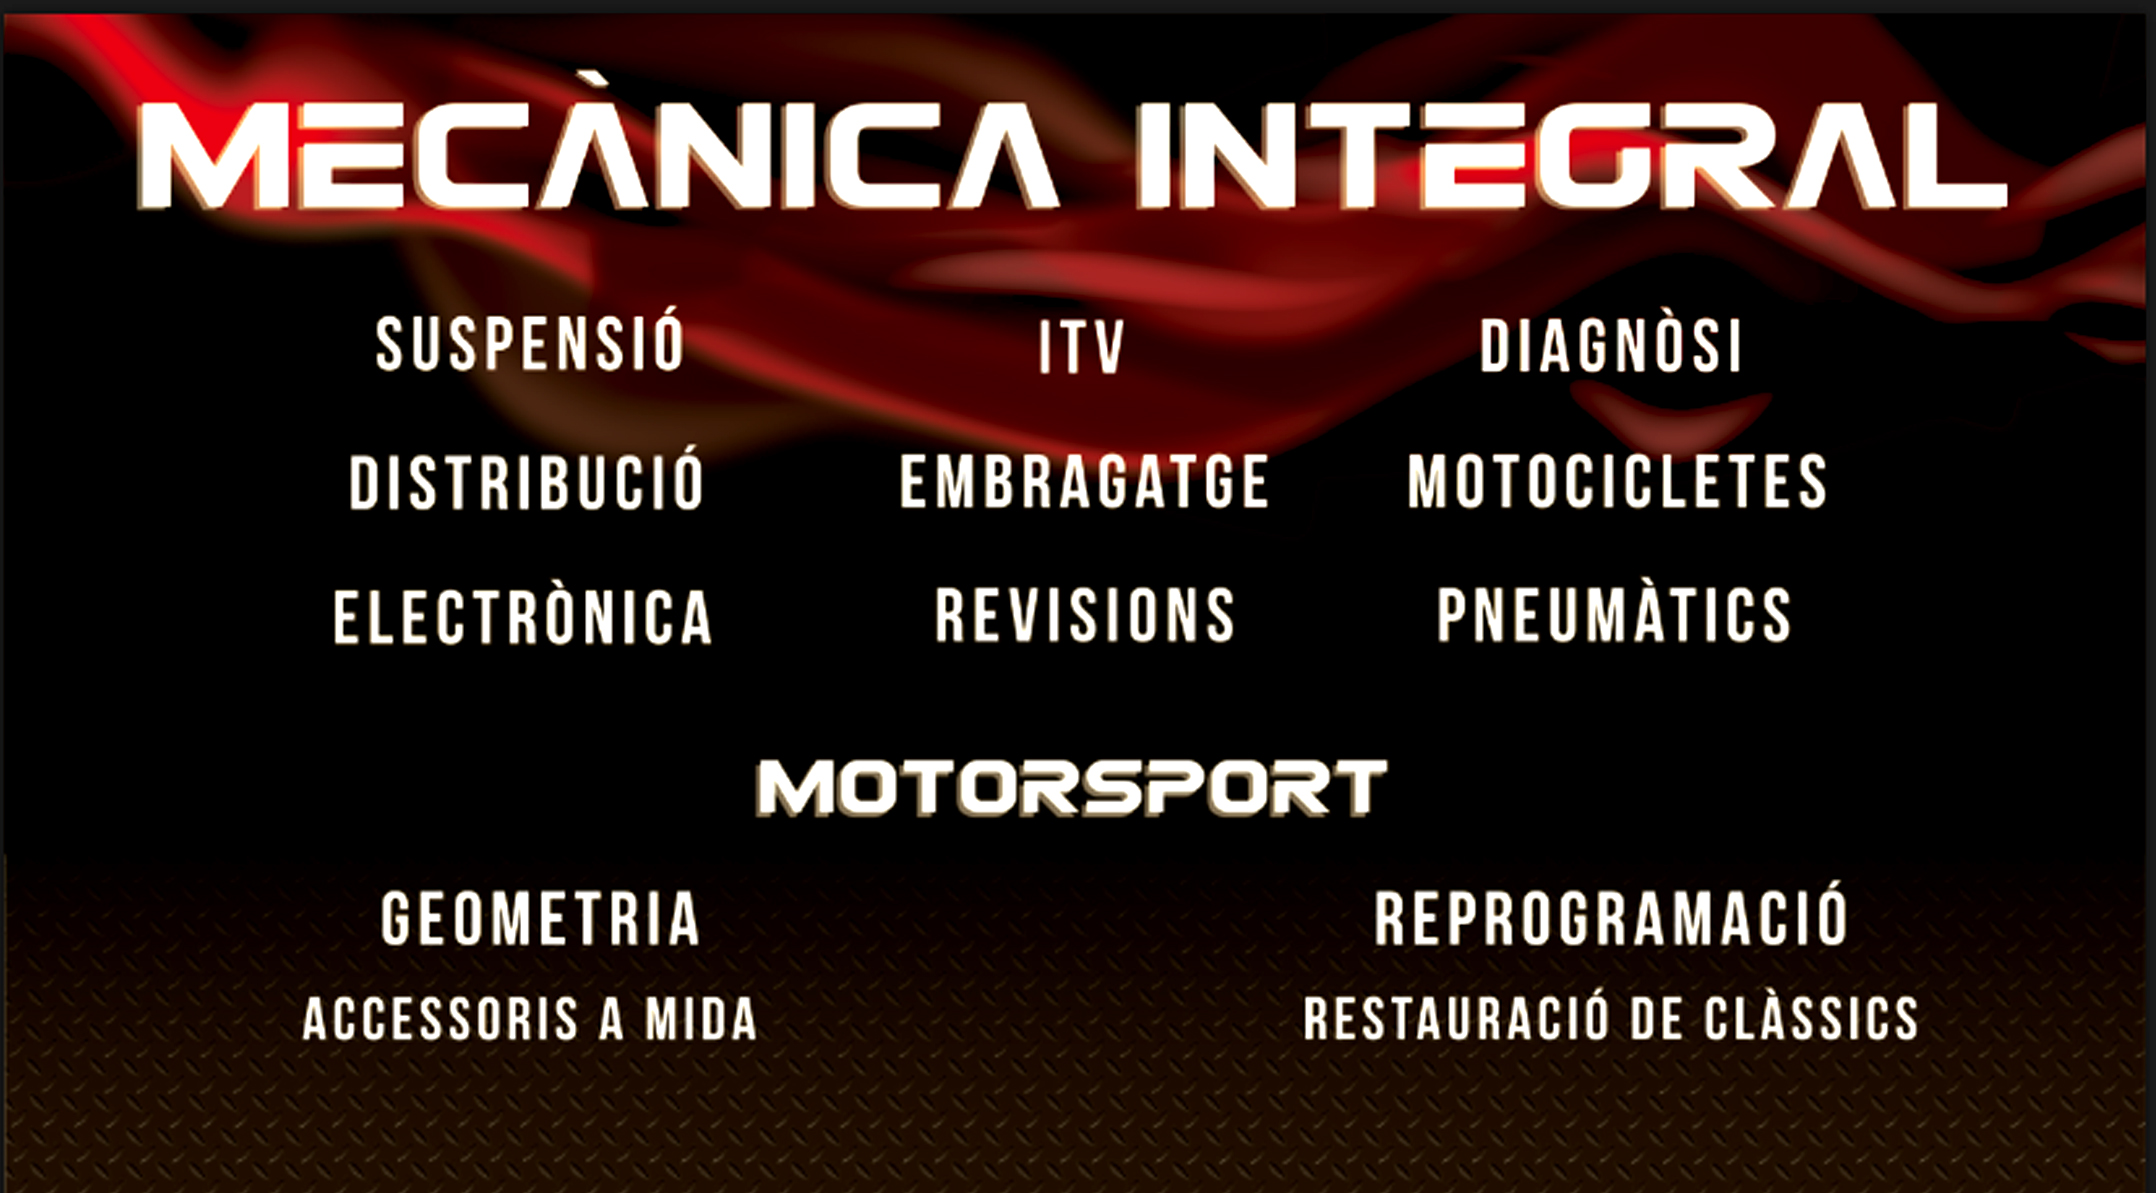 MECÀNICA INTEGRAL
SUSPENSIÓ ITV DIAGNÒSI
DISTRIBUCIÓ EMBRAGATGE MOTOCICLETES
ELECTRÒNICA REVISIONS PNEUMÀTICS
MOTORSPORT
GEOMETRIA REPROGRAMACIÓ
ACCESSORIS A MIDA RESTAURACIÓ DE CLÀSSICS